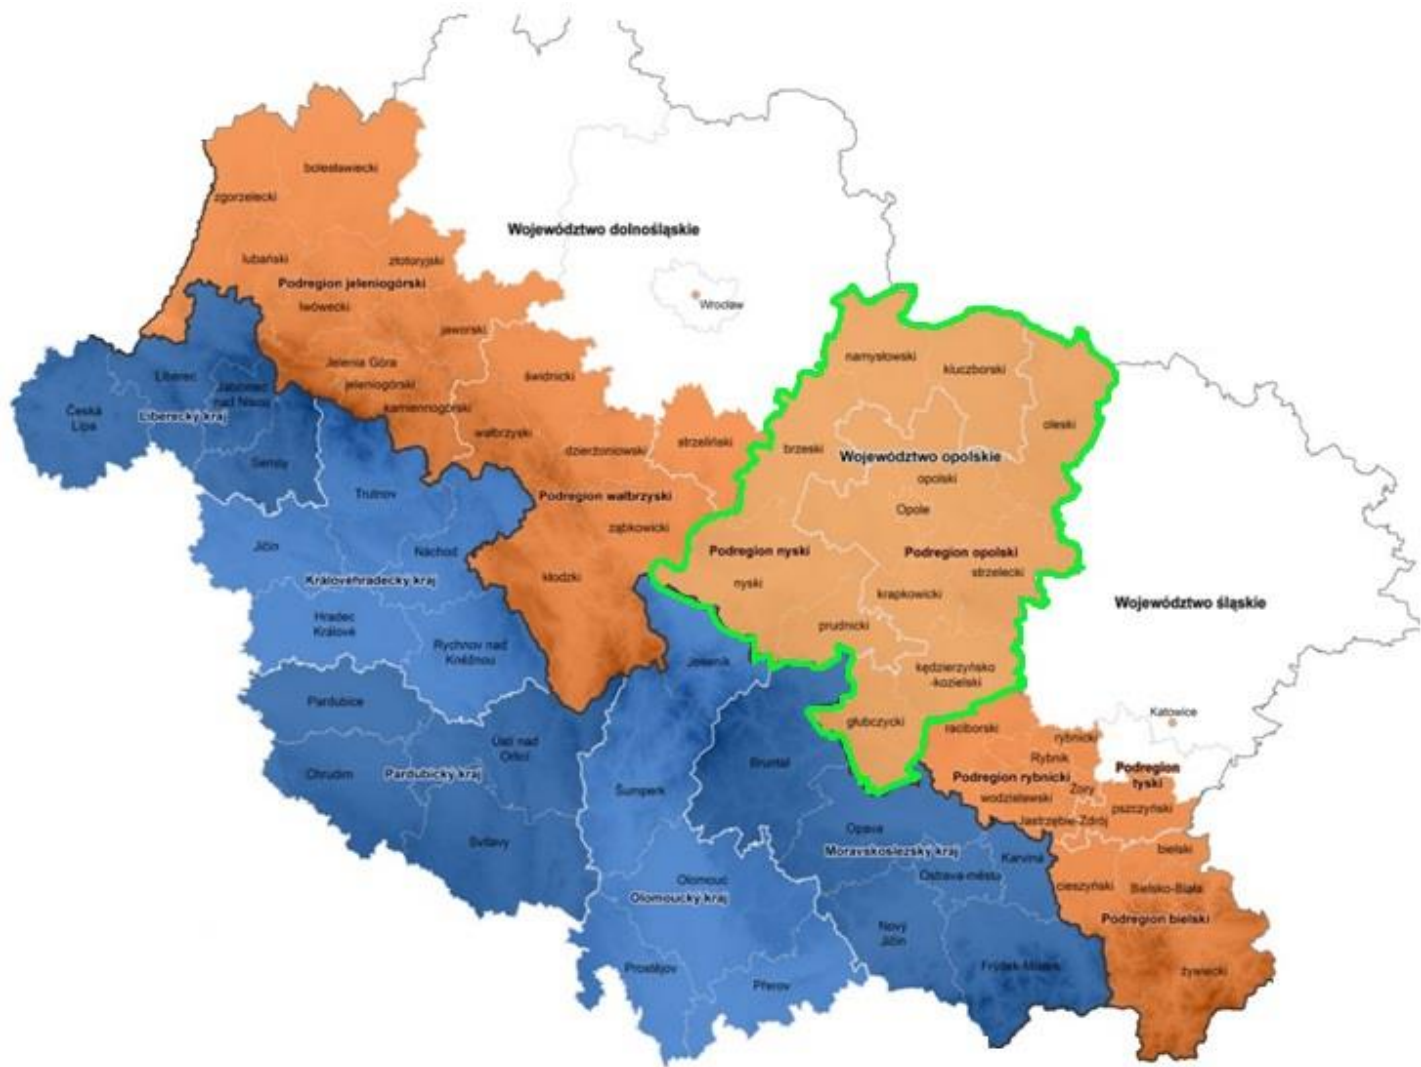 bolesławiecki
zgorzelecki
Województwo dolnośląskie
lubański
złotoryjski
Podregion jeleniogórski
lwówecki
Wrocław
jaworski
Jelenia Góra
jeleniogórski
kamiennogórski
świdnicki
wałbrzyski
dzierżoniowski
strzeliński
Podregion wałbrzyski
ząbkowicki
kłodzki
namysłowski
kluczborski
oleski
brzeski
Województwo opolskie
opolski
Opole
Podregion nyski
Podregion opolski
strzelecki
nyski
krapkowicki
prudnicki
kędzierzyńsko
-kozielski
głubczycki
Województwo śląskie
Katowice
raciborski
rybnicki
Rybnik
Podregion rybnicki
Podregion
tyski
Żory
wodzisławski
pszczyński
Jastrzębie-Zdrój
bielski
cieszyński
Bielsko-Biała
Podregion bielski
żywiecki
Liberec
Jablonec
nad Nisou
Česká
Lípa
Liberecký kraj
Semily
Trutnov
Jičín
Náchod
Královéhradecký kraj
Hradec
Králové
Rychnov nad
Kněžnou
Pardubice
Ústí nad
Orlicí
Chrudim
Pardubický kraj
Svitavy
Jeseník
Šumperk
Bruntál
Olomouc
Olomoucký kraj
Prostějov
Přerov
Opava
Moravskoslezský kraj
Karviná
Ostrava-město
Nový
Jičín
Frýdek-Místek